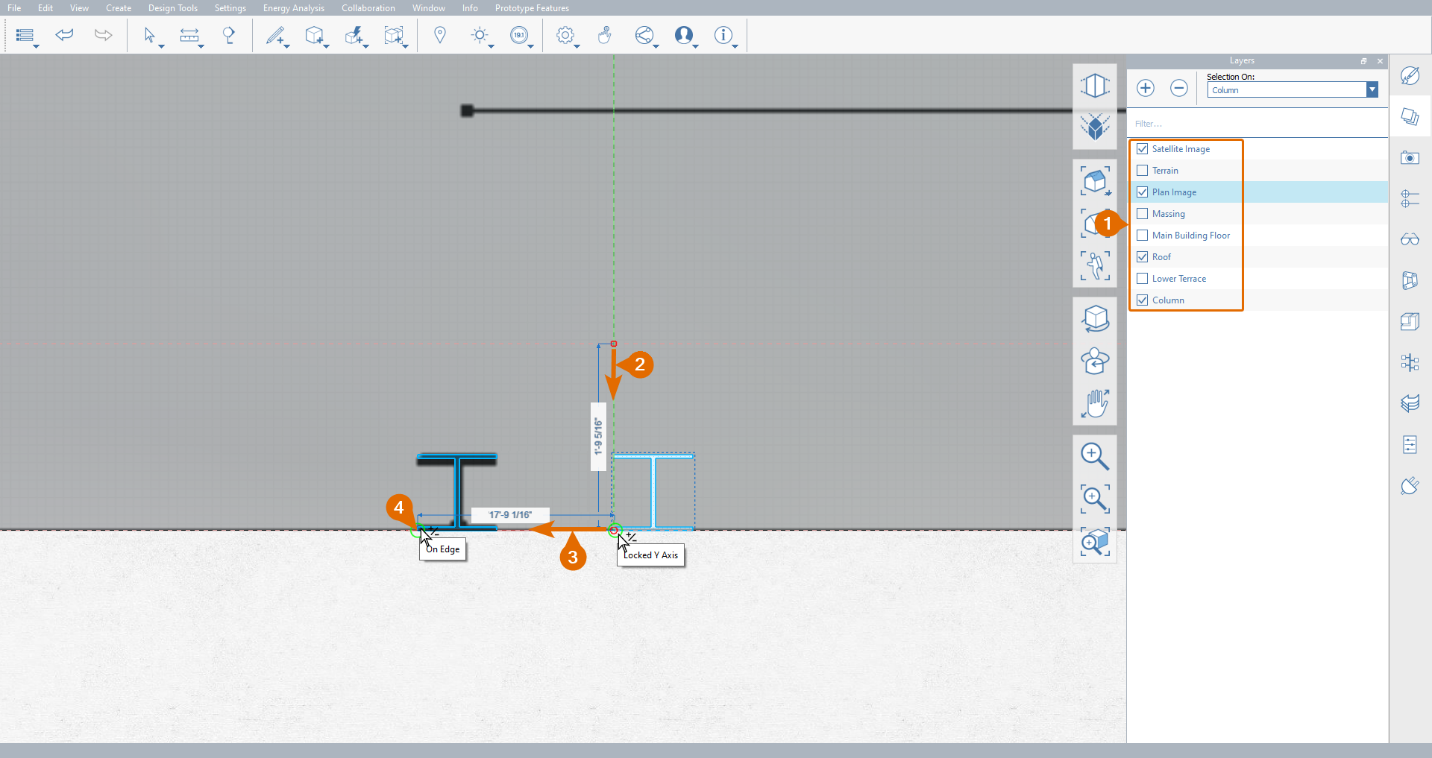 File Edit View Create Design Tools Settings Energy Analysis Collaboration Window Info Prototype Features
19.1
Layers
Selection On:
Column
Filter...
Satellite Image
Terrain
Plan Image
Massing
1
Main Building Floor
Roof
Lower Terrace
Column
2
1'-9 5/16"
4
17'-9 1/16"
On Edge
3
Locked Y Axis